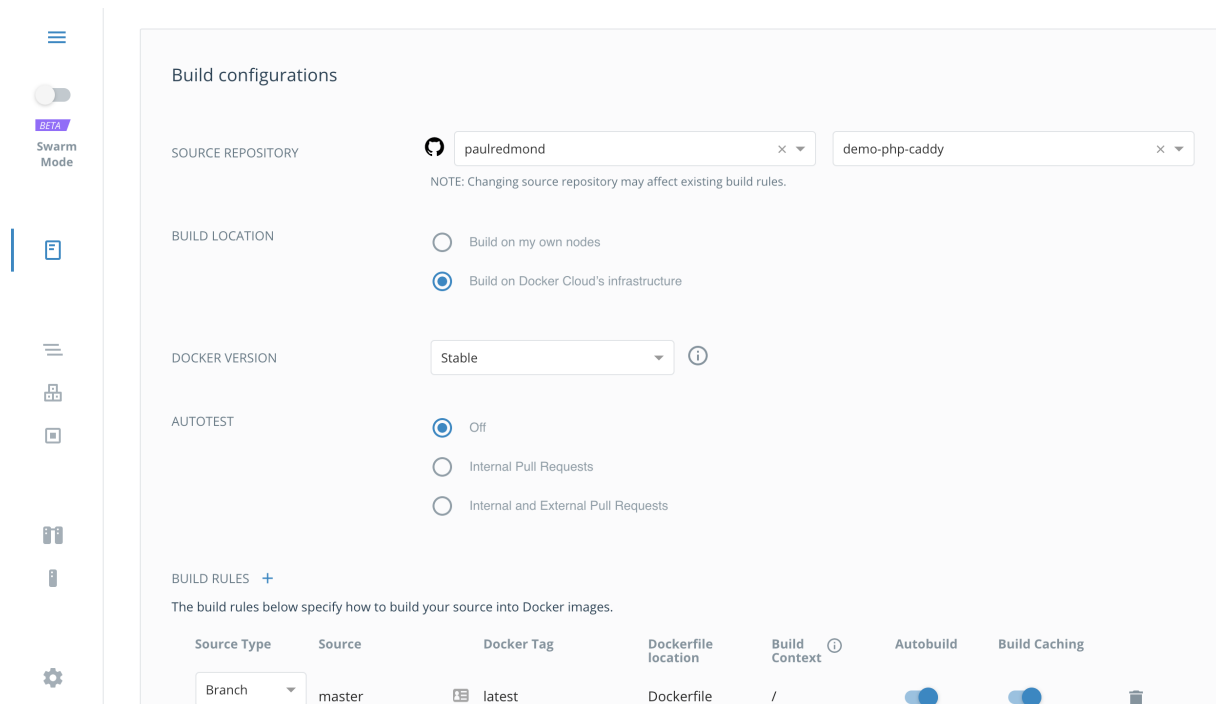 Build configurations
BETA
Swarm
Mode
SOURCE REPOSITORY
paulredmond
demo-php-caddy
NOTE: Changing source repository may affect existing build rules.
BUILD LOCATION
Build on my own nodes
Build on Docker Cloud's infrastructure
DOCKER VERSION
Stable
AUTOTEST
Off
Internal Pull Requests
Internal and External Pull Requests
BUILD RULES +
The build rules below specify how to build your source into Docker images.
Source Type
Source
Docker Tag
Dockerfile
location
Build
Context
Autobuild
Build Caching
Branch
master
latest
Dockerfile
/